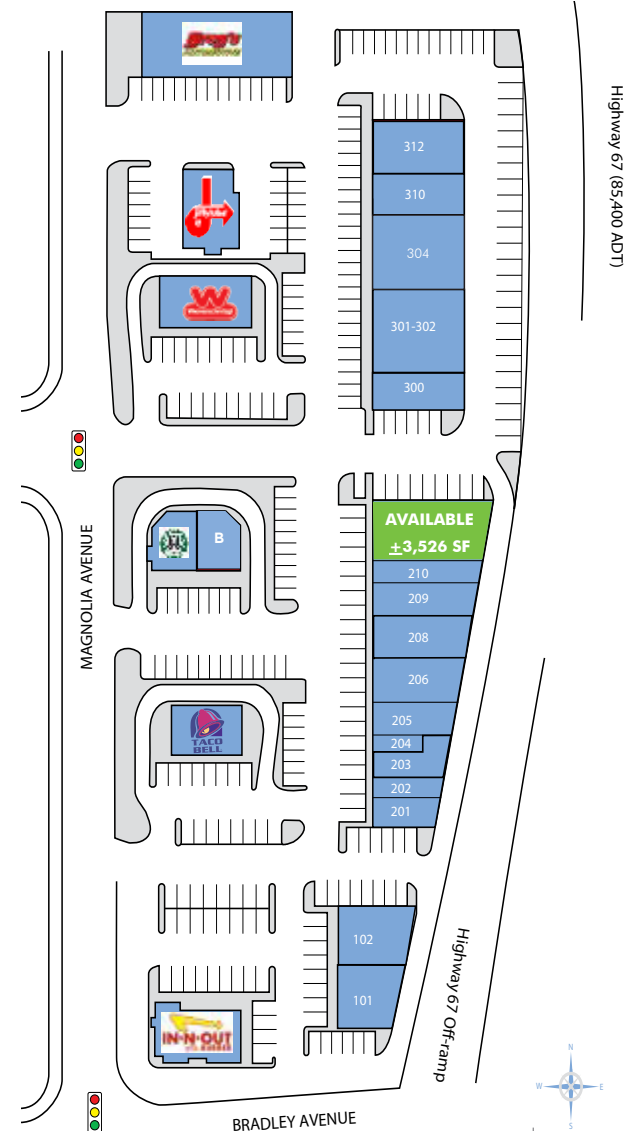 Highway 67 (85,400 ADT)
312
310
304
301-302
300
MAGNOLIA AVENUE
B
AVAILABLE
+3,526 SF
210
209
208
206
205
204
203
202
201
TACO
BELL
102
101
IN-N-OUT
BURGER
Highway 67 Off-ramp
BRADLEY AVENUE
N
W
E
S